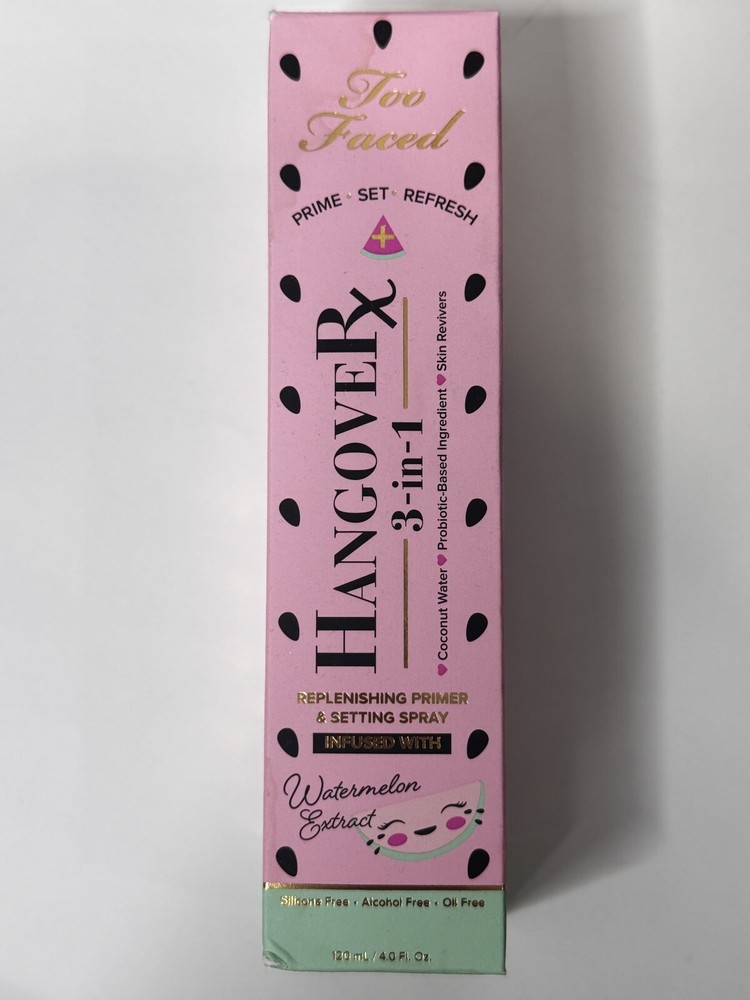 Too
Faced
PRIME • SET • REFRESH
HANGOVERx
3-in-1
Coconut Water ♥ Probiotic-Based Ingredient ♥ Skin Revivers
REPLENISHING PRIMER
& SETTING SPRAY
INFUSED WITH
Watermelon
Extract
Silicone Free • Alcohol Free • Oil Free
120 mL / 4.0 Fl. Oz.